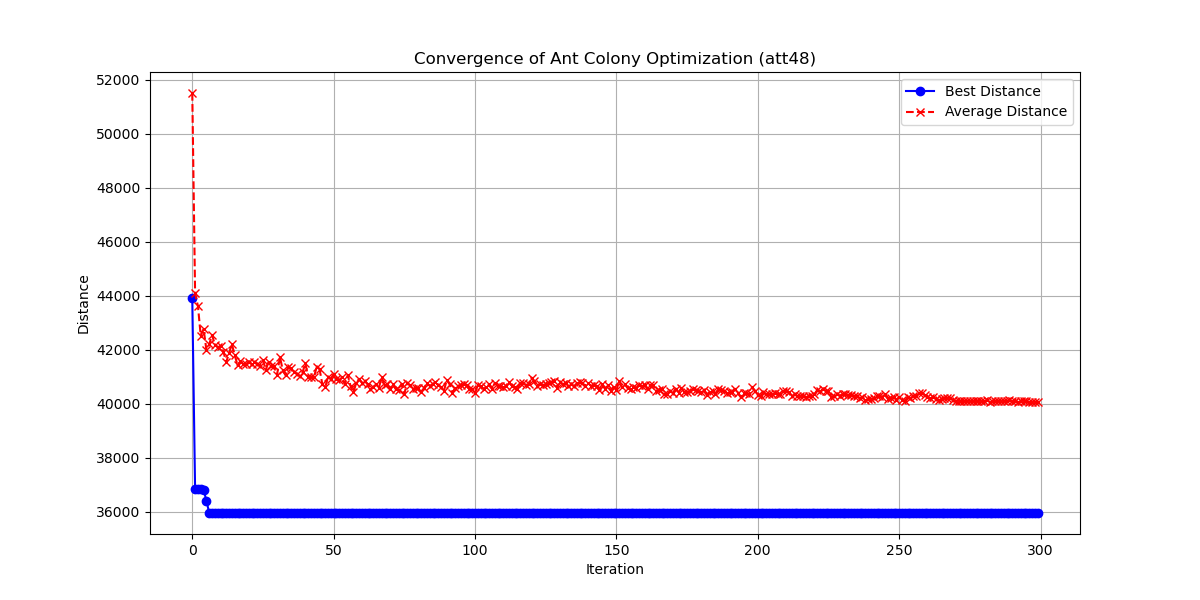 Convergence of Ant Colony Optimization (att48)
Best Distance
Average Distance
Distance
52000
50000
48000
46000
44000
42000
40000
38000
36000
0 50 100 150 200 250 300
Iteration